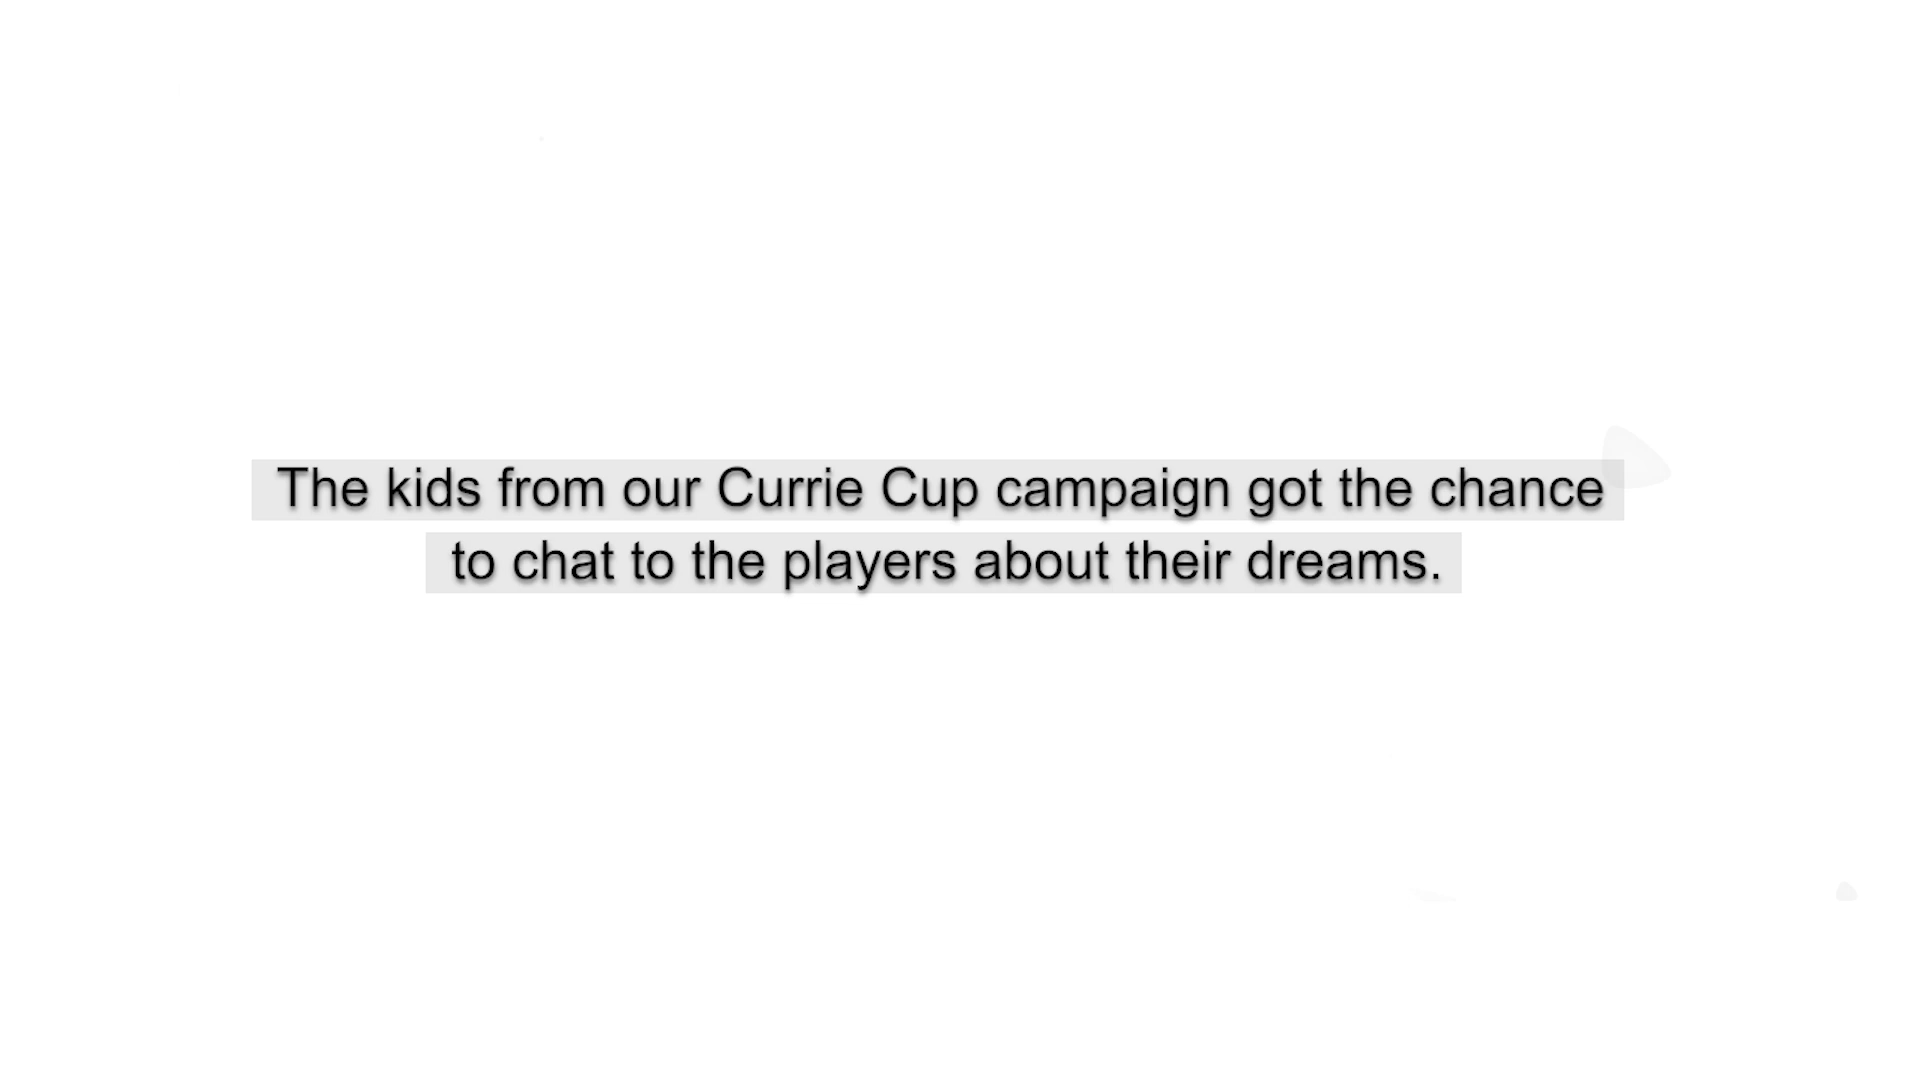 The kids from our Currie Cup campaign got the chance
to chat to the players about their dreams.